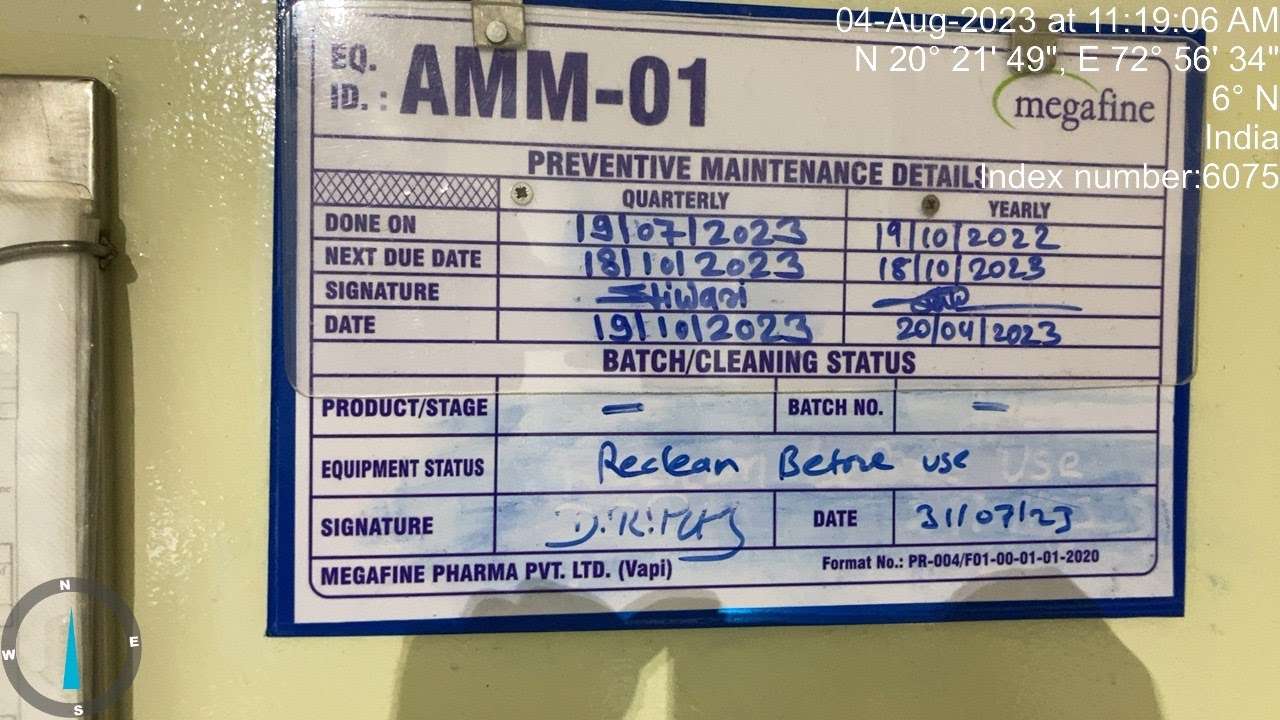 04-Aug-2023 at 11:19:06 AM
N 20° 21' 49", E 72° 56' 34"
6° N
India
Index number:6075
EQ. ID. : AMM-01
megafine
PREVENTIVE MAINTENANCE DETAILS
QUARTERLY YEARLY
DONE ON 19/07/2023 19/10/2022
NEXT DUE DATE 18/10/2023 18/10/2023
SIGNATURE
DATE 19/10/2023 20/04/2023
BATCH/CLEANING STATUS
PRODUCT/STAGE – BATCH NO. –
EQUIPMENT STATUS Reclean Before use
SIGNATURE DATE 31/07/23
MEGAFINE PHARMA PVT. LTD. (Vapi) Format No.: PR-004/F01-00-01-01-2020
N
E
S
W